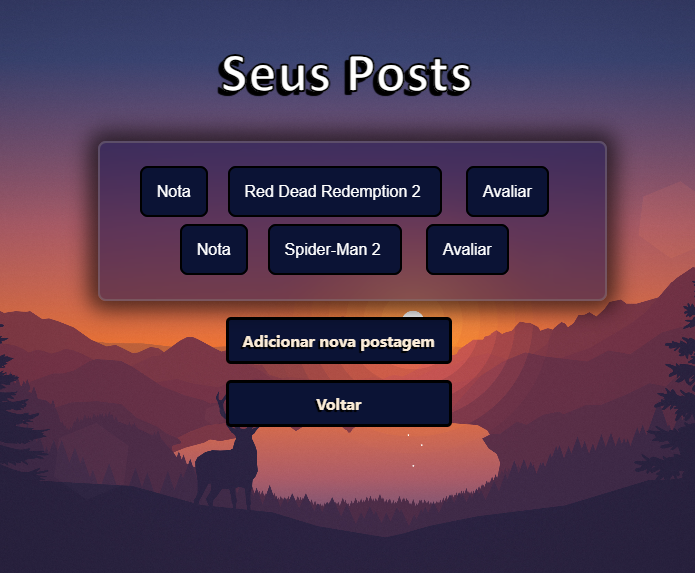 Seus Posts
Nota Red Dead Redemption 2 Avaliar
Nota Spider-Man 2 Avaliar
Adicionar nova postagem
Voltar